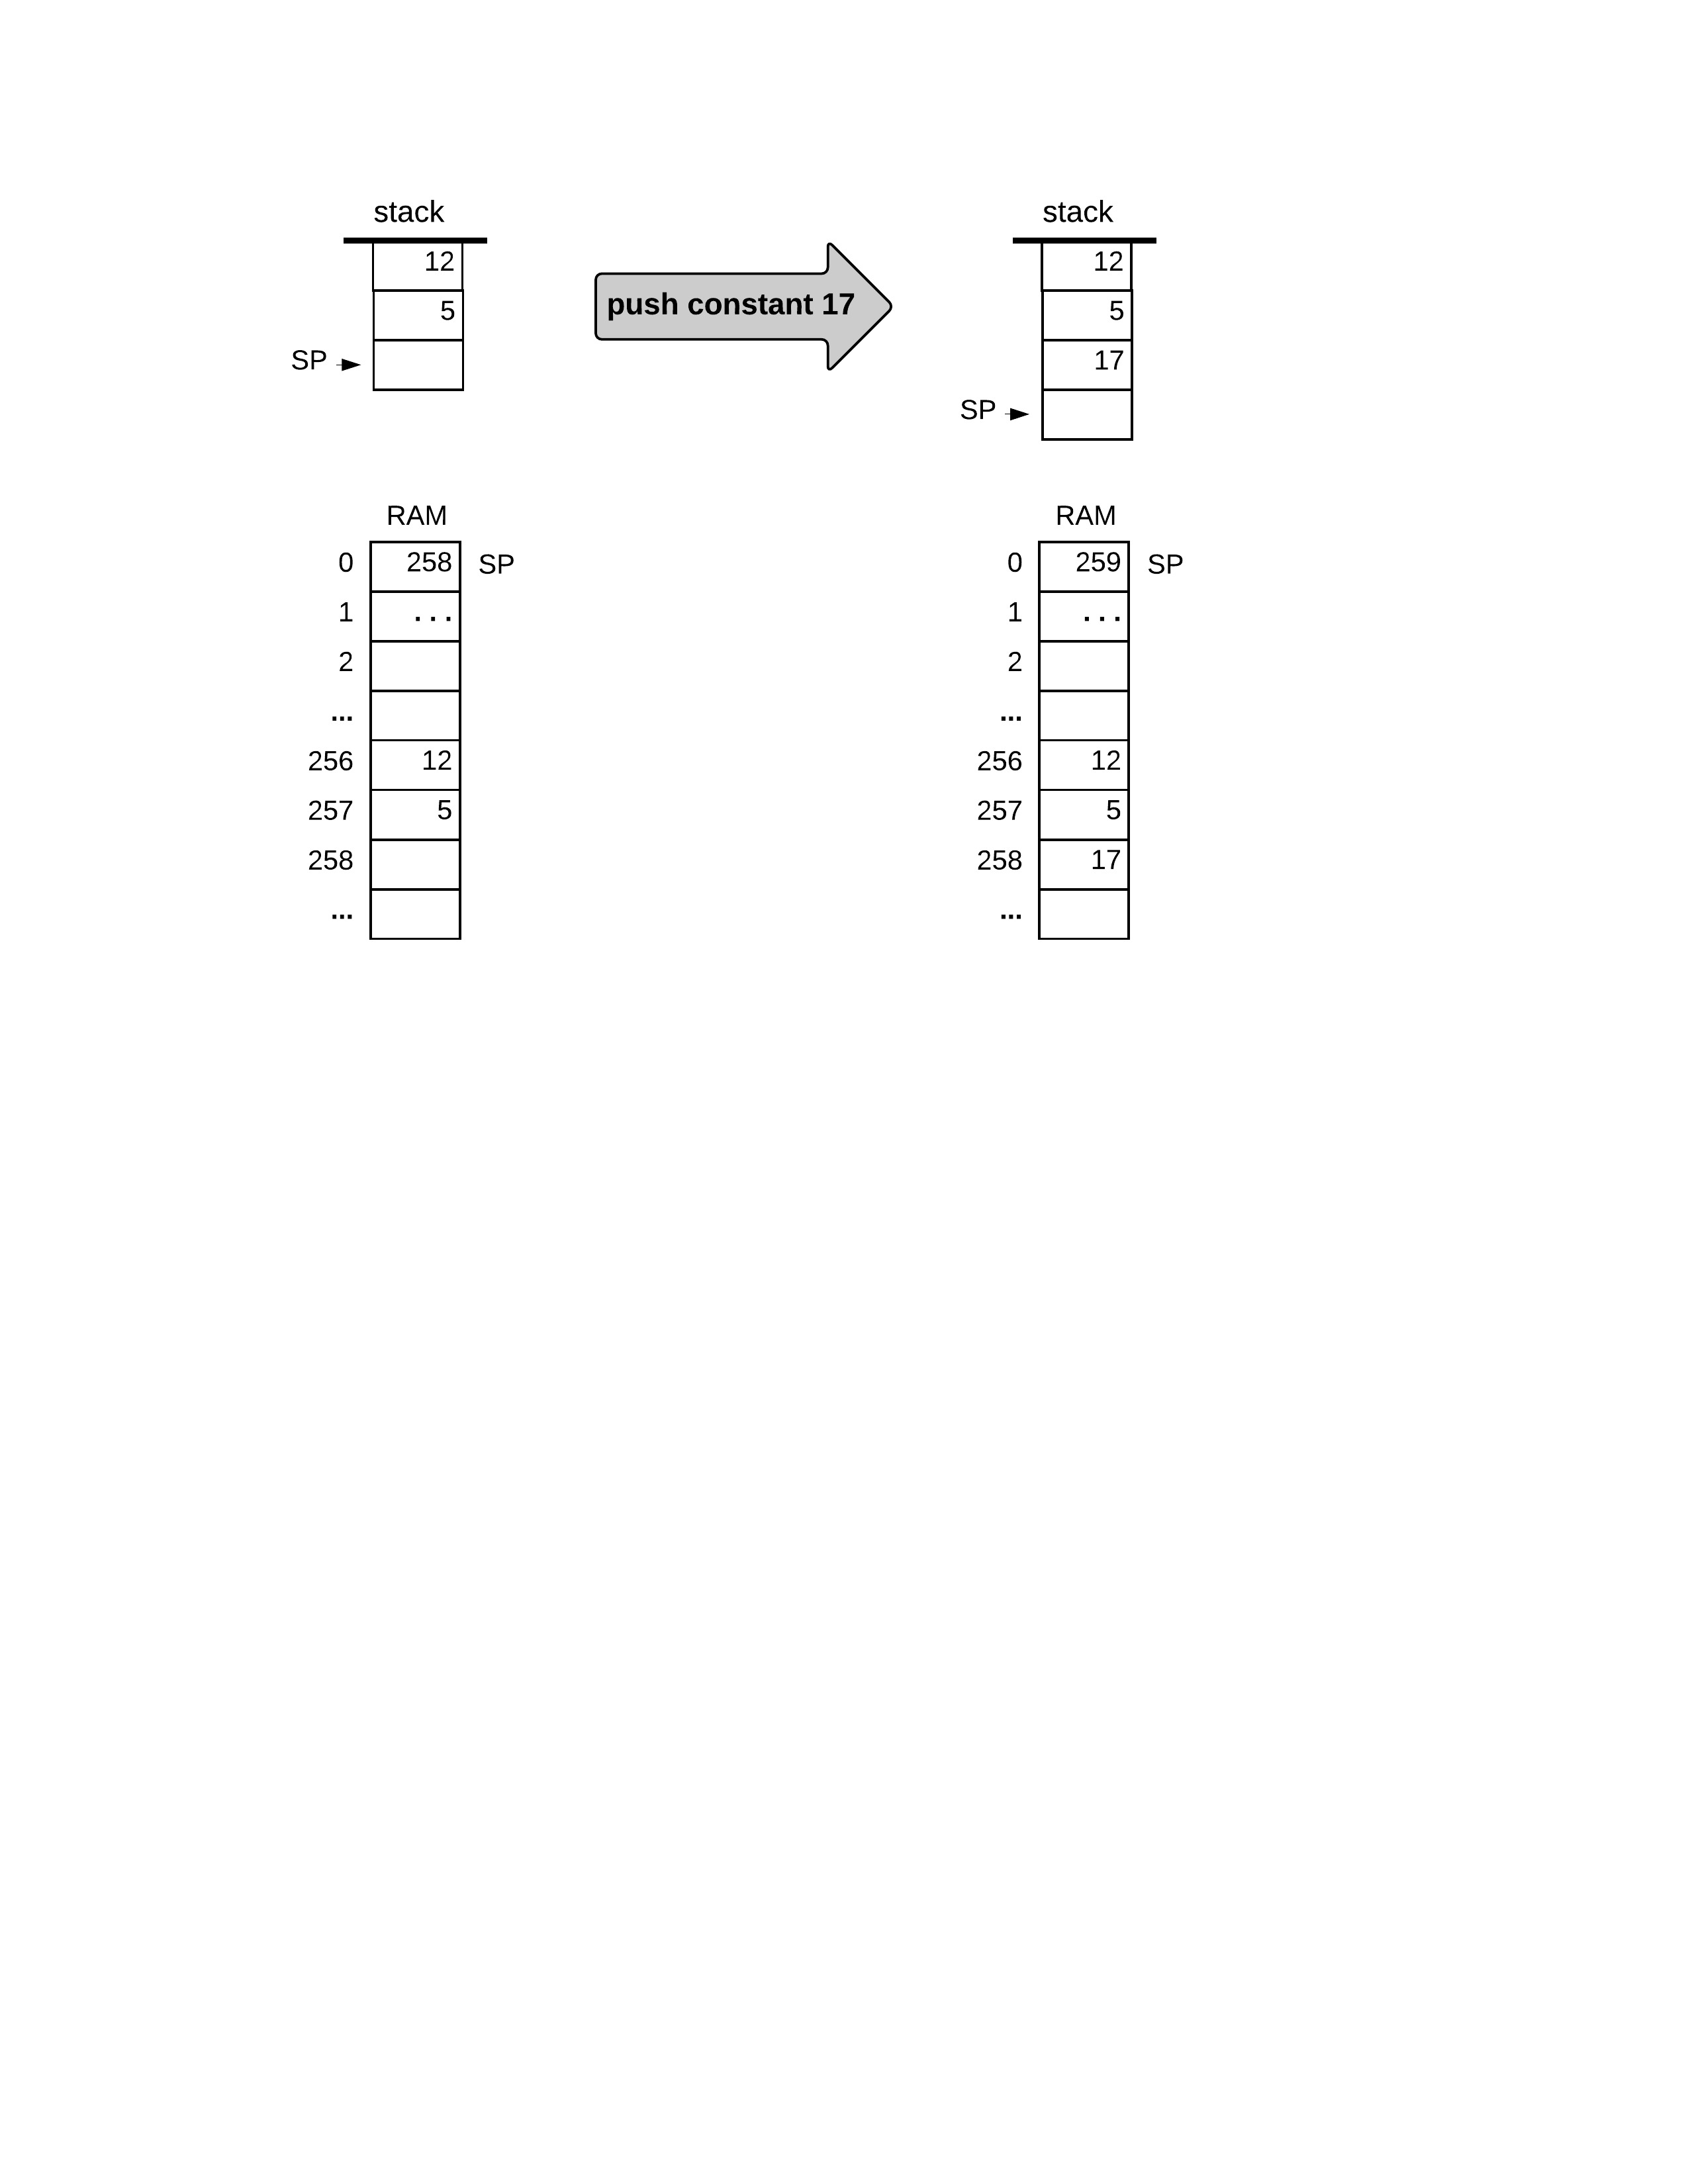 stack
12
5
SP
push constant 17
stack
12
5
17
SP
RAM
0 258 SP
1 . . .
2
...
256 12
257 5
258
...
RAM
0 259 SP
1 . . .
2
...
256 12
257 5
258 17
...